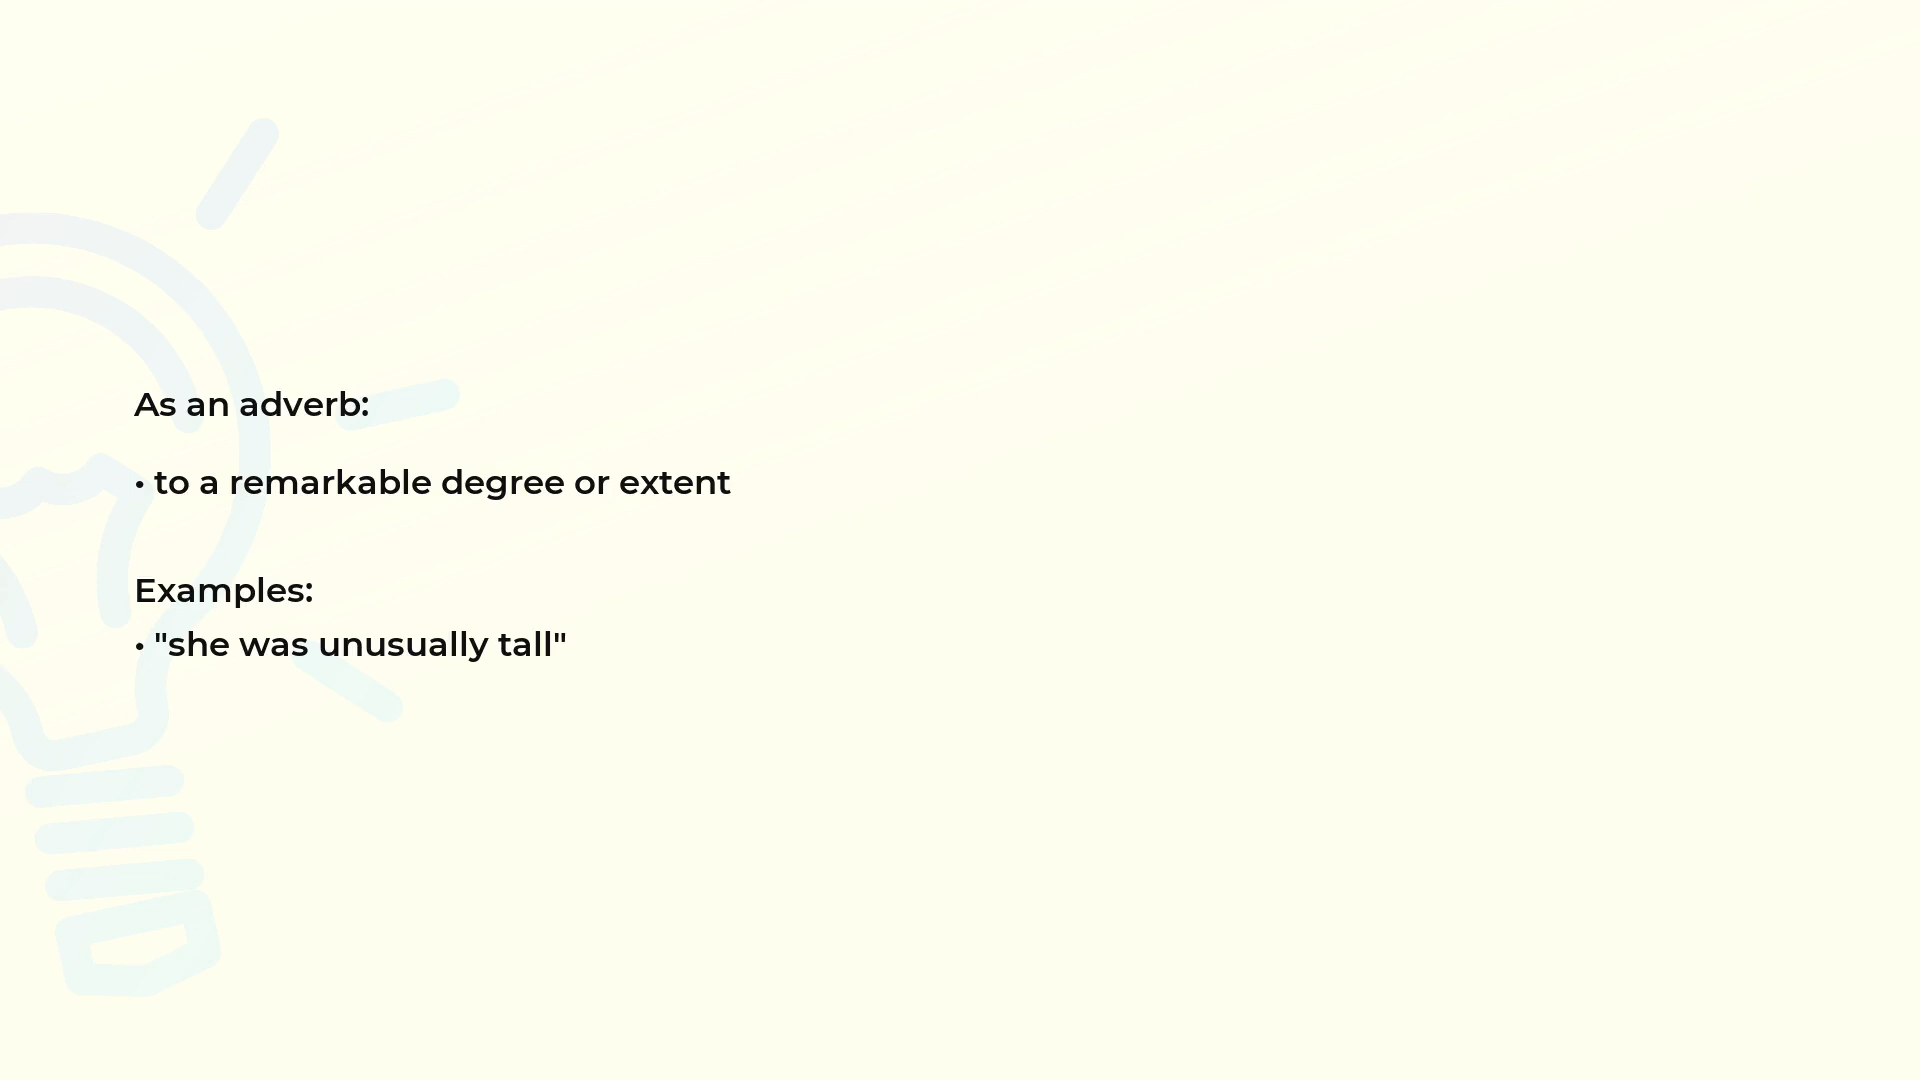 As an adverb:
• to a remarkable degree or extent
Examples:
• "she was unusually tall"